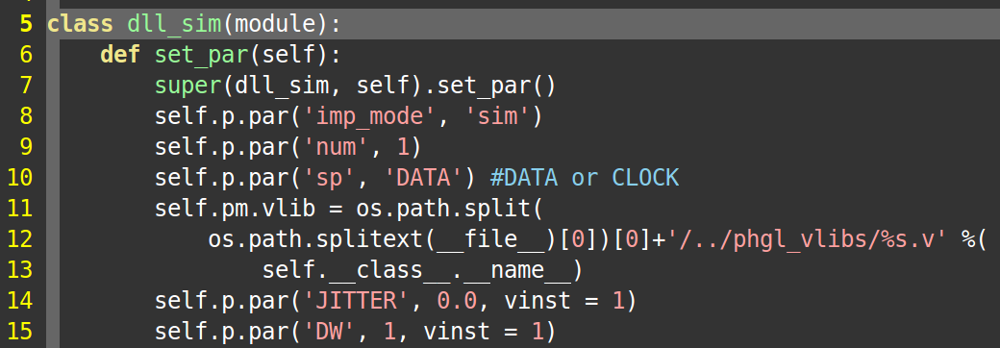 5 class dll_sim(module):
6     def set_par(self):
7         super(dll_sim, self).set_par()
8         self.p.par('imp_mode', 'sim')
9         self.p.par('num', 1)
10         self.p.par('sp', 'DATA') #DATA or CLOCK
11         self.pm.vlib = os.path.split(
12             os.path.splitext(__file__)[0])[0]+'/../phgl_vlibs/%s.v' %(
13                 self.__class__.__name__)
14         self.p.par('JITTER', 0.0, vinst = 1)
15         self.p.par('DW', 1, vinst = 1)